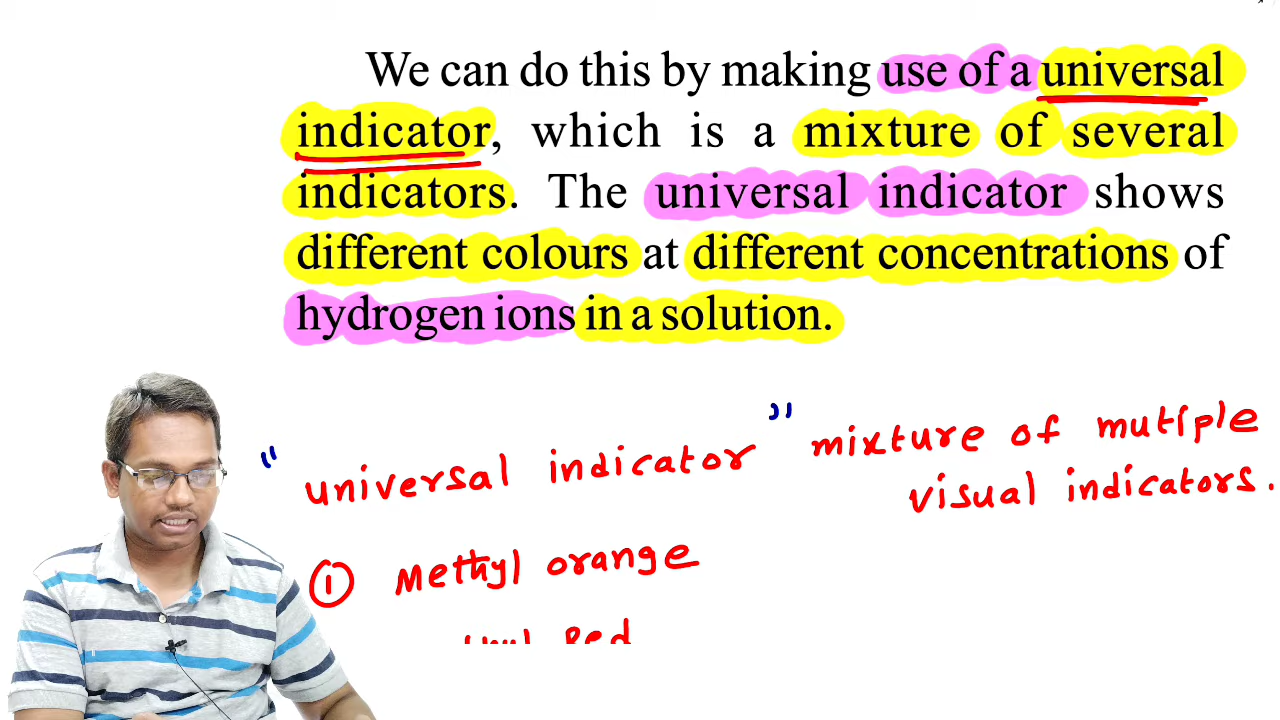 We can do this by making use of a universal
indicator, which is a mixture of several
indicators. The universal indicator shows
different colours at different concentrations of
hydrogen ions in a solution.
"universal indicator" mixture of mutiple
visual indicators.
① Methyl orange
Red